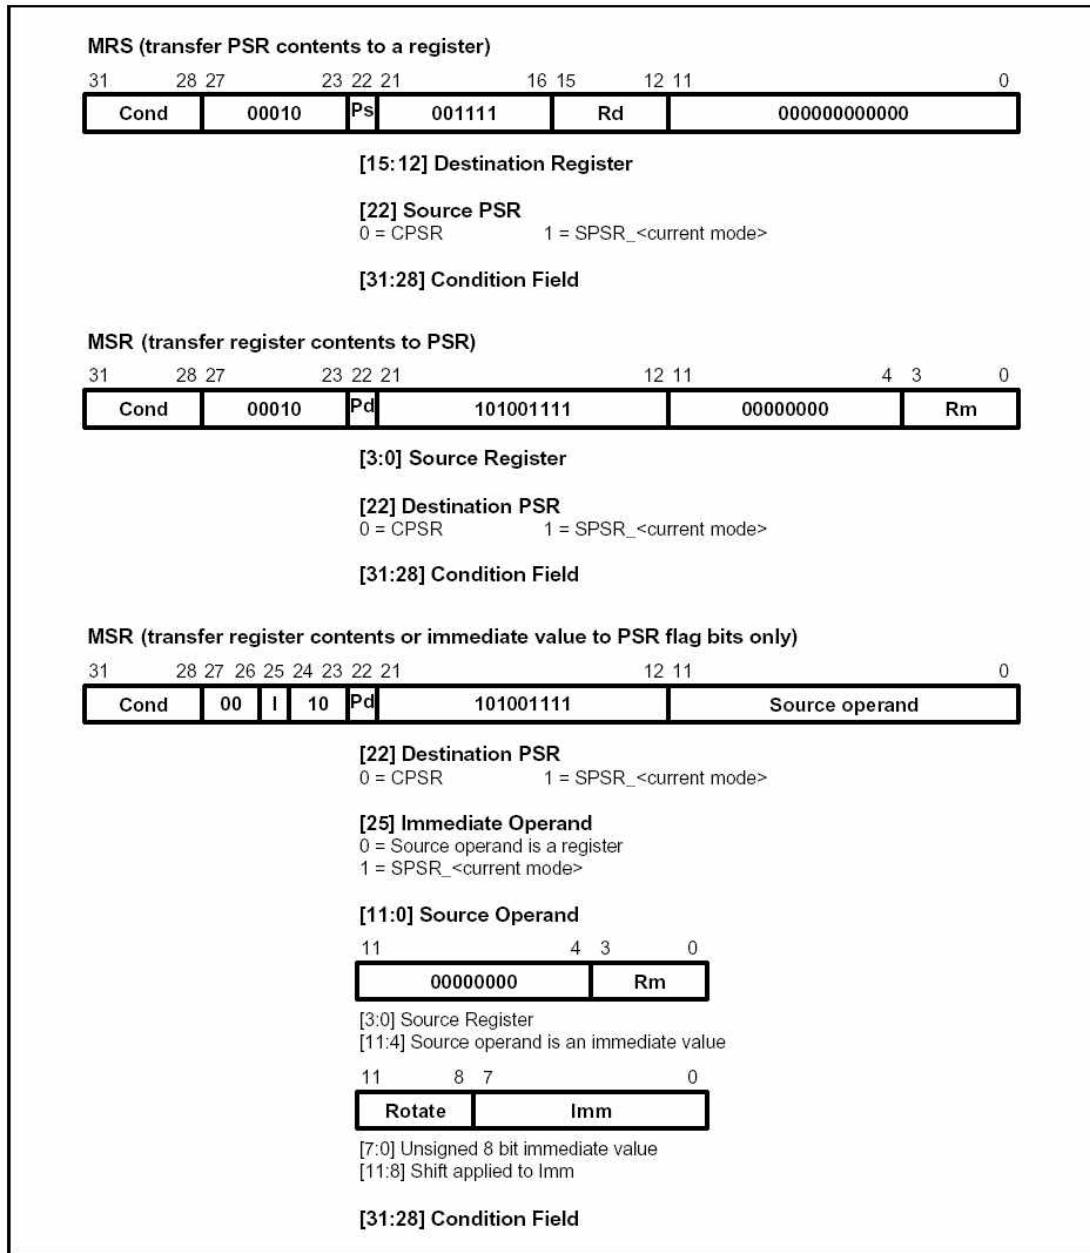 MRS (transfer PSR contents to a register)
31 28 27 23 22 21 16 15 12 11 0
Cond 00010 Ps 001111 Rd 000000000000
[15:12] Destination Register
[22] Source PSR
0 = CPSR 1 = SPSR_<current mode>
[31:28] Condition Field
MSR (transfer register contents to PSR)
31 28 27 23 22 21 12 11 4 3 0
Cond 00010 Pd 101001111 00000000 Rm
[3:0] Source Register
[22] Destination PSR
0 = CPSR 1 = SPSR_<current mode>
[31:28] Condition Field
MSR (transfer register contents or immediate value to PSR flag bits only)
31 28 27 26 25 24 23 22 21 12 11 0
Cond 00 I 10 Pd 101001111 Source operand
[22] Destination PSR
0 = CPSR 1 = SPSR_<current mode>
[25] Immediate Operand
0 = Source operand is a register
1 = SPSR_<current mode>
[11:0] Source Operand
11 4 3 0
00000000 Rm
[3:0] Source Register
[11:4] Source operand is an immediate value
11 8 7 0
Rotate Imm
[7:0] Unsigned 8 bit immediate value
[11:8] Shift applied to Imm
[31:28] Condition Field